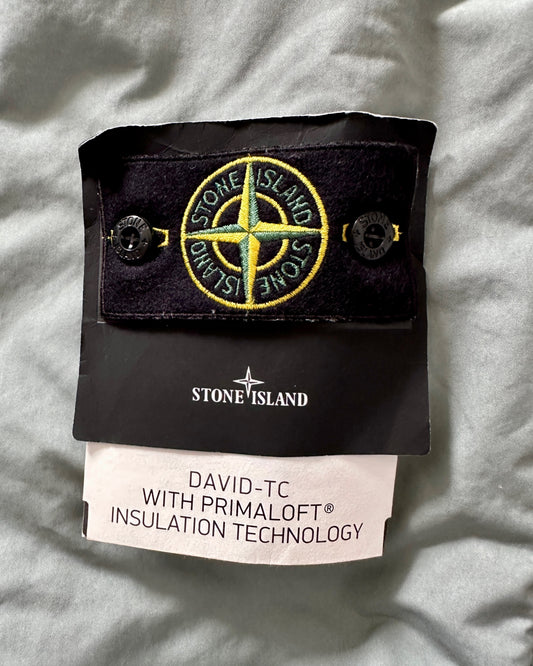 STONE ISLAND STONE ISLAND
STONE ISLAND
DAVID-TC
WITH PRIMALOFT®
INSULATION TECHNOLOGY